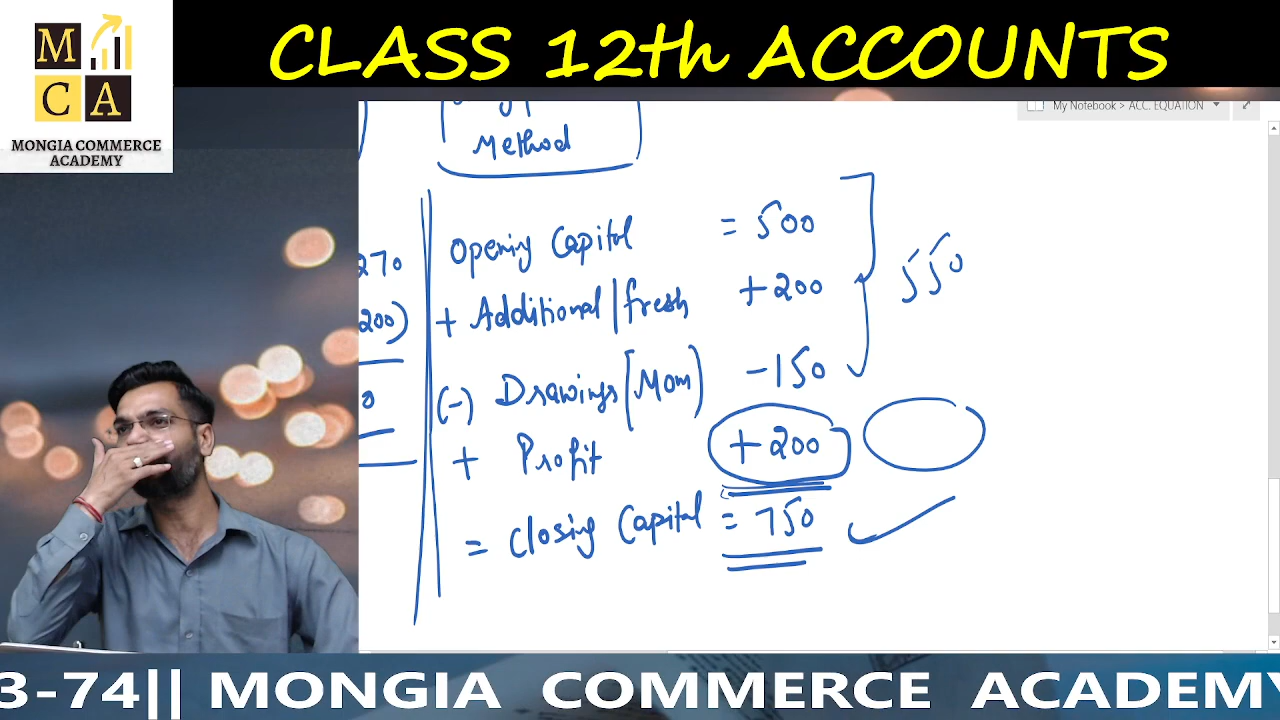 M
C A
MONGIA COMMERCE
ACADEMY
CLASS 12th ACCOUNTS
My Notebook > ACC. EQUATION
Method
270
200)
0
Opening Capital = 500
+ Additional/fresh +200
550
(-) Drawings (Mom) -150
+ Profit +200
= Closing Capital = 750
3-74|| MONGIA COMMERCE ACADEMY